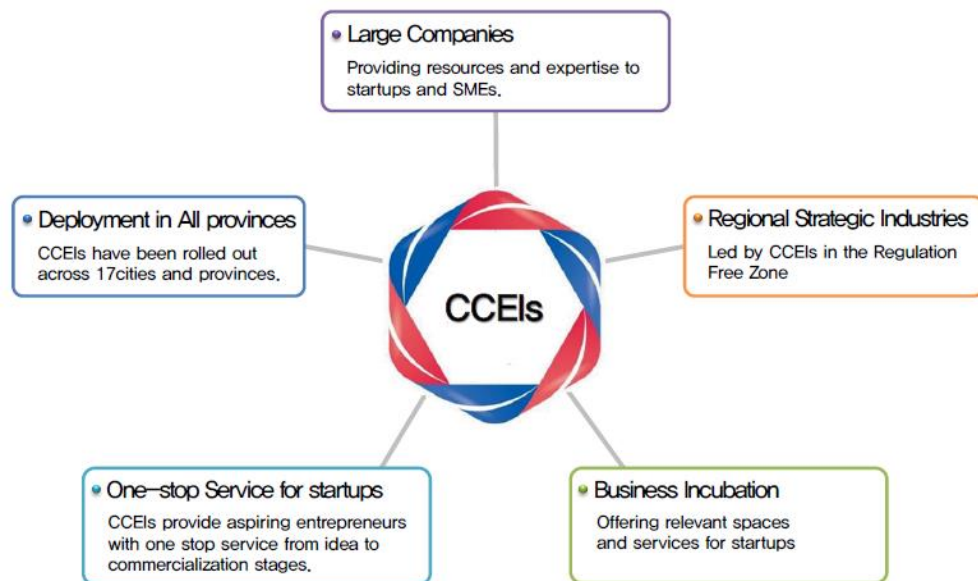 Large Companies
Providing resources and expertise to
startups and SMEs.
Deployment in All provinces
CCEIs have been rolled out
across 17cities and provinces.
Regional Strategic Industries
Led by CCEIs in the Regulation
Free Zone
CCEIs
One-stop Service for startups
CCEIs provide aspiring entrepreneurs
with one stop service from idea to
commercialization stages.
Business Incubation
Offering relevant spaces
and services for startups